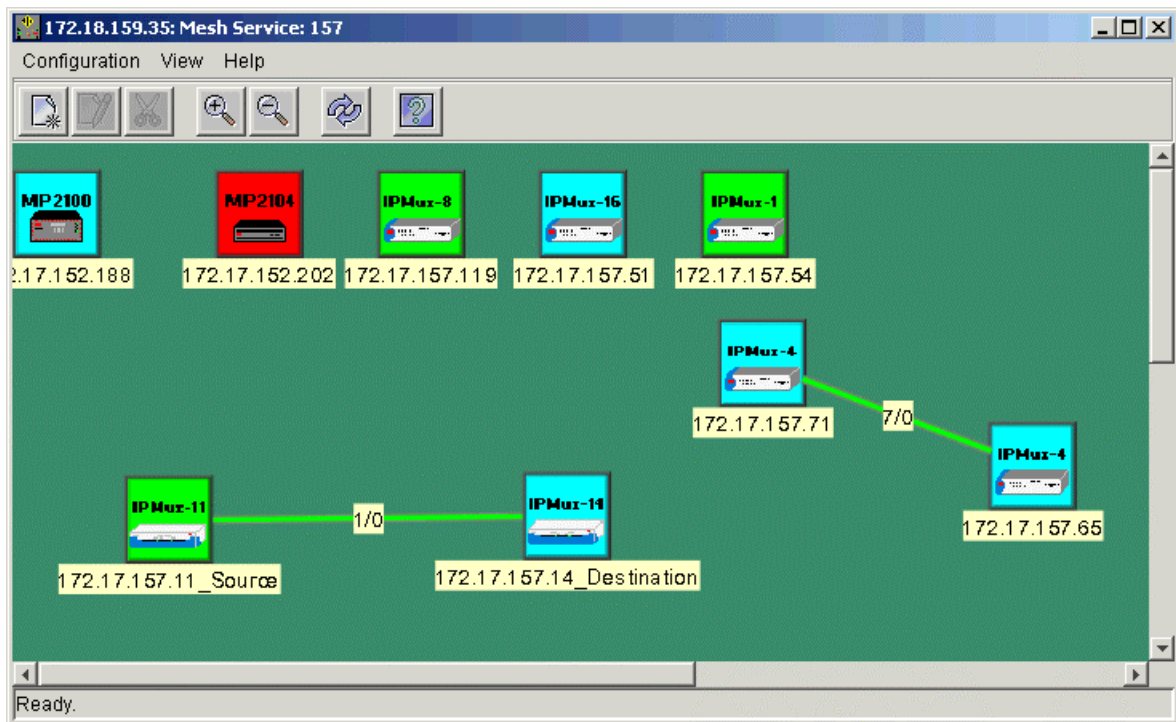 172.18.159.35: Mesh Service: 157
Configuration View Help
MP2100 MP2104 IPMux-8 IPMux-16 IPMux-1
2.17.152.188 172.17.152.202 172.17.157.119 172.17.157.51 172.17.157.54
IPMux-4
172.17.157.71
7/0
IPMux-4
172.17.157.65
IPMux-11
1/0
IPMux-14
172.17.157.11_Source
172.17.157.14_Destination
Ready.